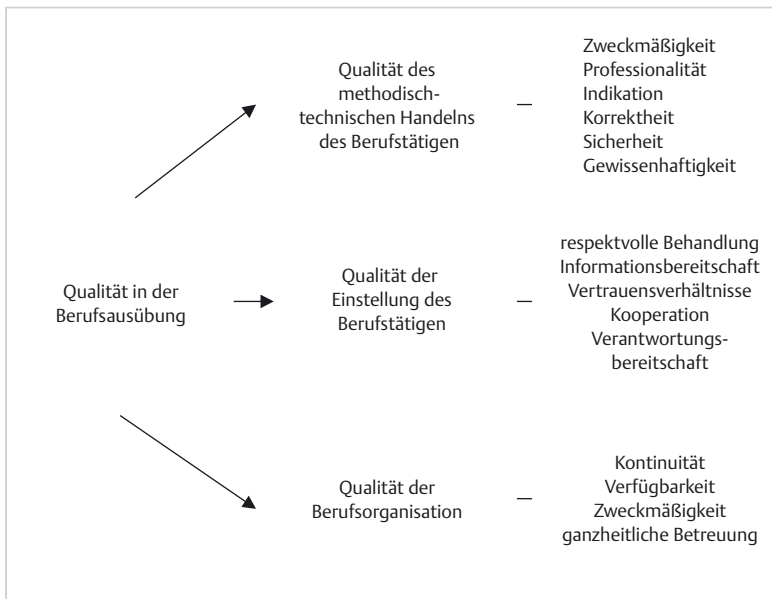 Qualität des
methodisch-
technischen Handelns
des Berufstätigen
–
Zweckmäßigkeit
Professionalität
Indikation
Korrektheit
Sicherheit
Gewissenhaftigkeit
Qualität in der
Berufsausübung
Qualität der
Einstellung des
Berufstätigen
–
respektvolle Behandlung
Informationsbereitschaft
Vertrauensverhältnisse
Kooperation
Verantwortungs-
bereitschaft
Qualität der
Berufsorganisation
–
Kontinuität
Verfügbarkeit
Zweckmäßigkeit
ganzheitliche Betreuung